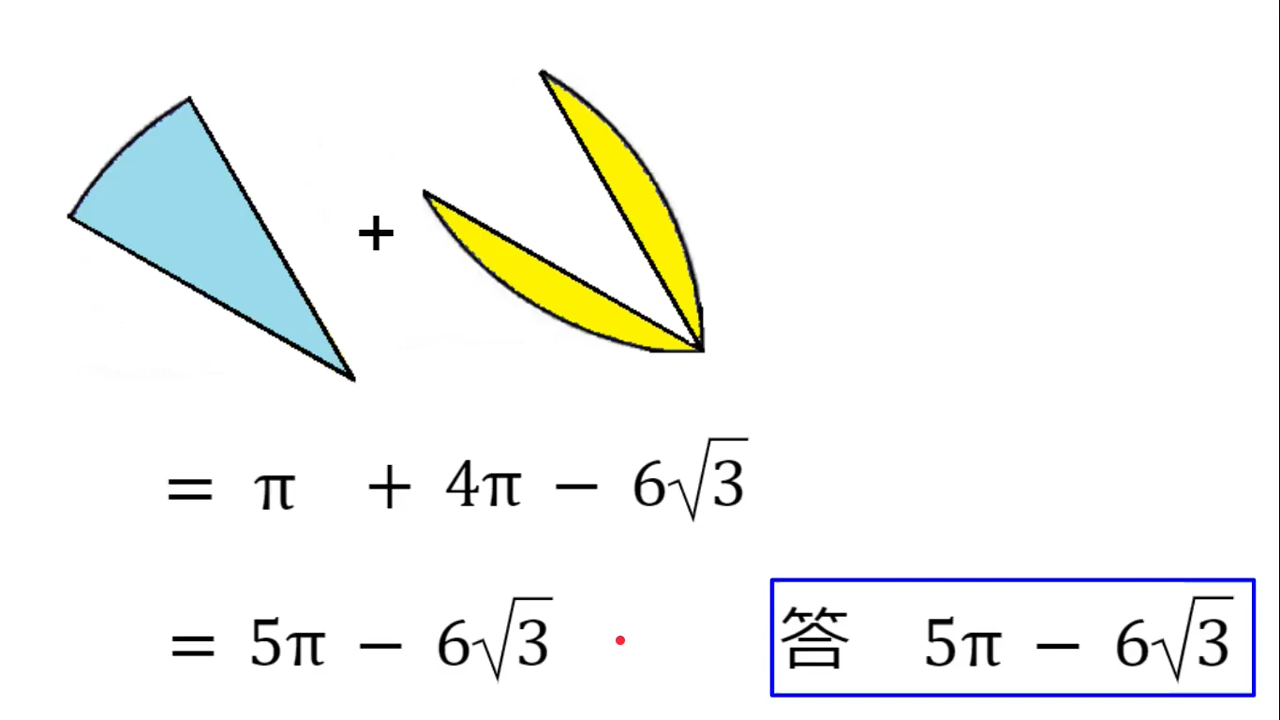 +
= π + 4π − 6√3
= 5π − 6√3
答 5π − 6√3